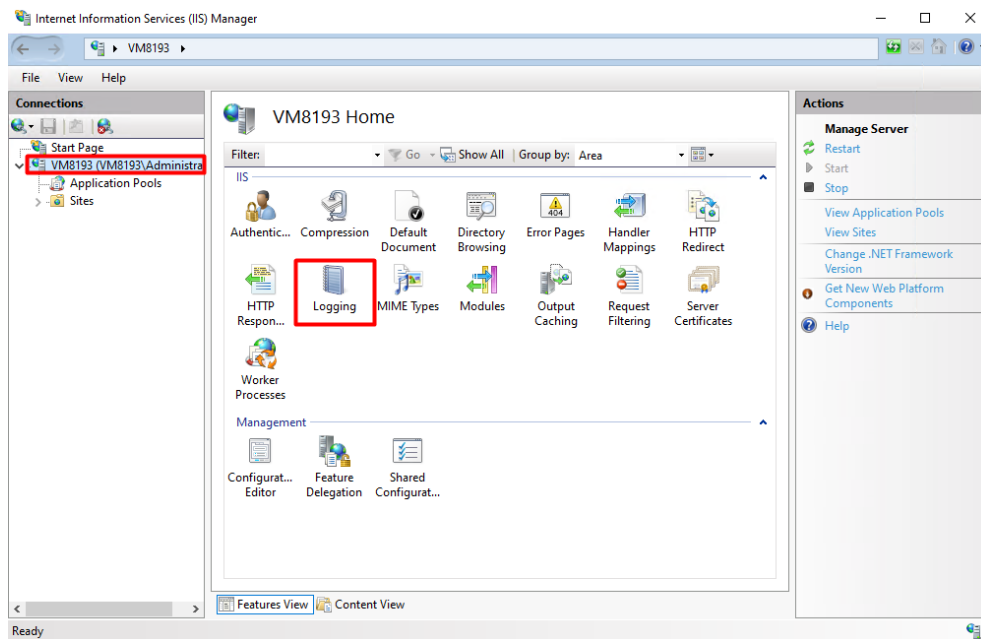 Internet Information Services (IIS) Manager
VM8193
File View Help
Connections
Start Page
VM8193 (VM8193\Administra
Application Pools
Sites
VM8193 Home
Filter: Go Show All Group by: Area
IIS
Authentic... Compression Default Document Directory Browsing Error Pages Handler Mappings HTTP Redirect
404
HTTP Respon... Logging MIME Types Modules Output Caching Request Filtering Server Certificates
Worker Processes
Management
Configurat... Editor Feature Delegation Shared Configurat...
Features View Content View
Actions
Manage Server
Restart
Start
Stop
View Application Pools
View Sites
Change .NET Framework
Version
Get New Web Platform
Components
Help
Ready